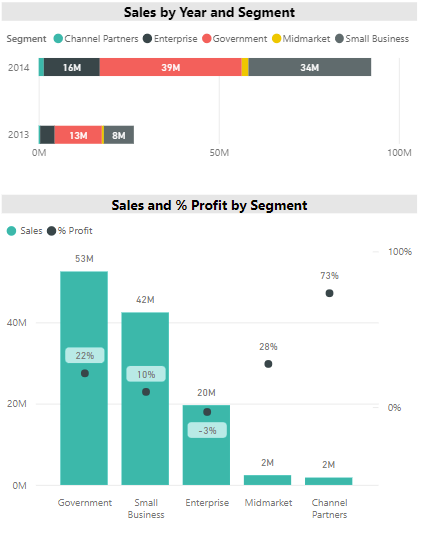 Sales by Year and Segment
Segment Channel Partners Enterprise Government Midmarket Small Business
2014 16M 39M 34M
2013 13M 8M
0M 50M 100M
Sales and % Profit by Segment
Sales % Profit
100%
53M
73%
42M
40M
28%
22%
10%
20M
0%
20M
-3%
2M 2M
0M
Government Small Business Enterprise Midmarket Channel Partners